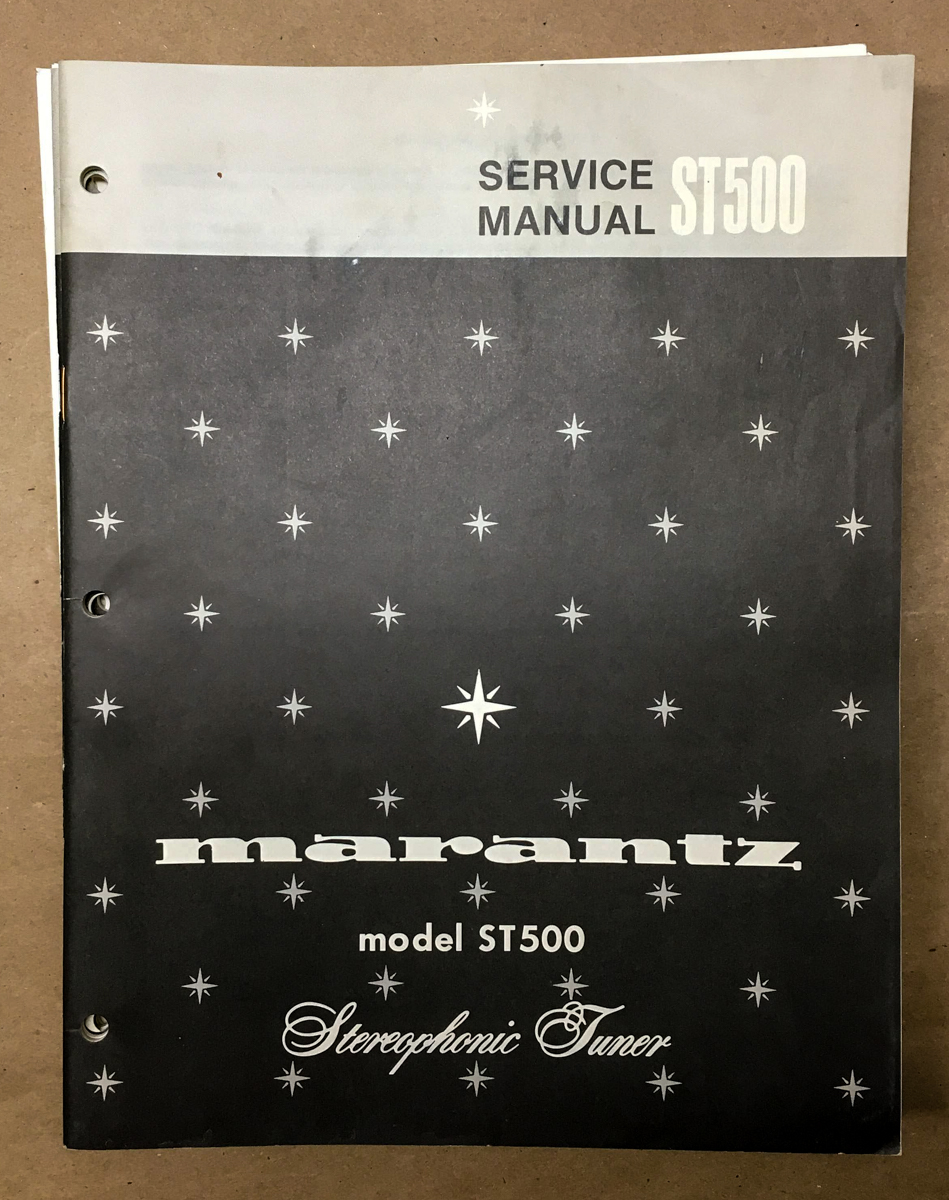 SERVICE
MANUAL ST500
marantz
model ST500
Stereophonic Tuner